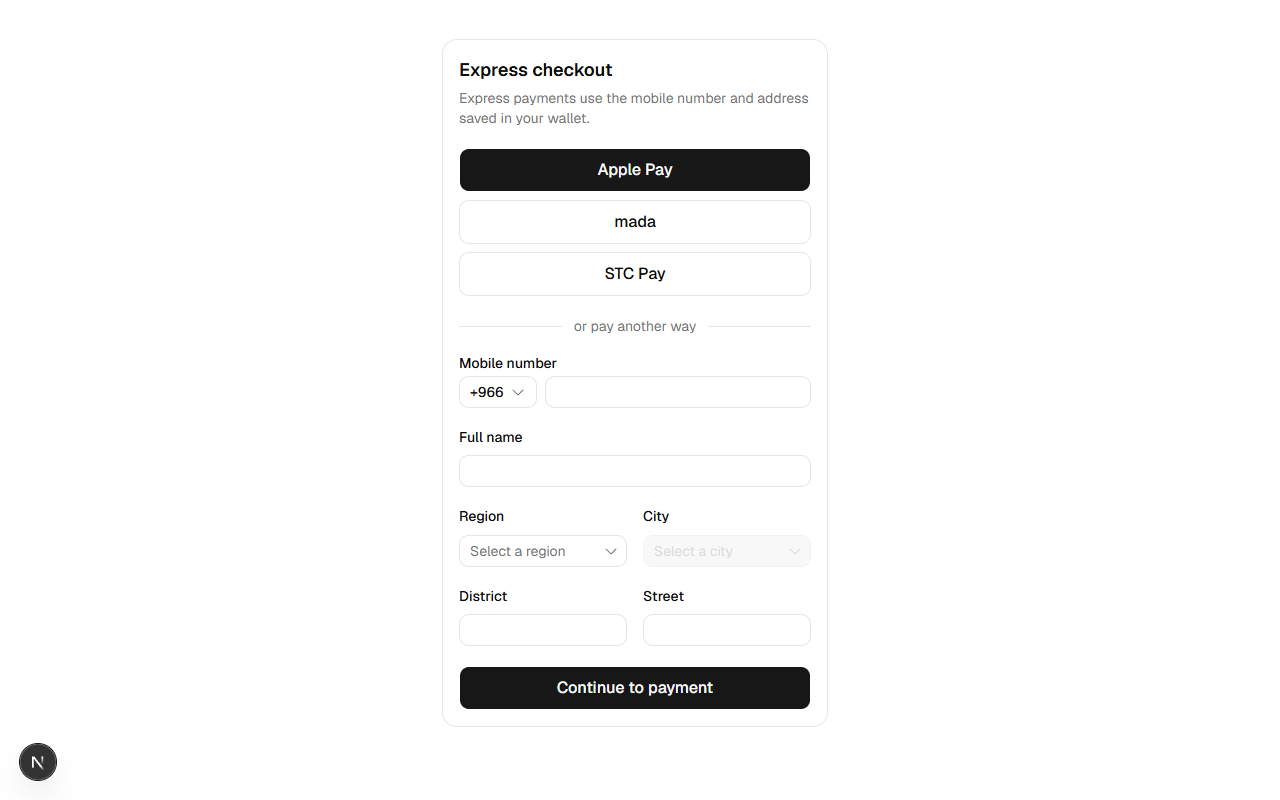 Express checkout
Express payments use the mobile number and address
saved in your wallet.
Apple Pay
mada
STC Pay
or pay another way
Mobile number
+966
Full name
Region
City
Select a region
Select a city
District
Street
Continue to payment
N